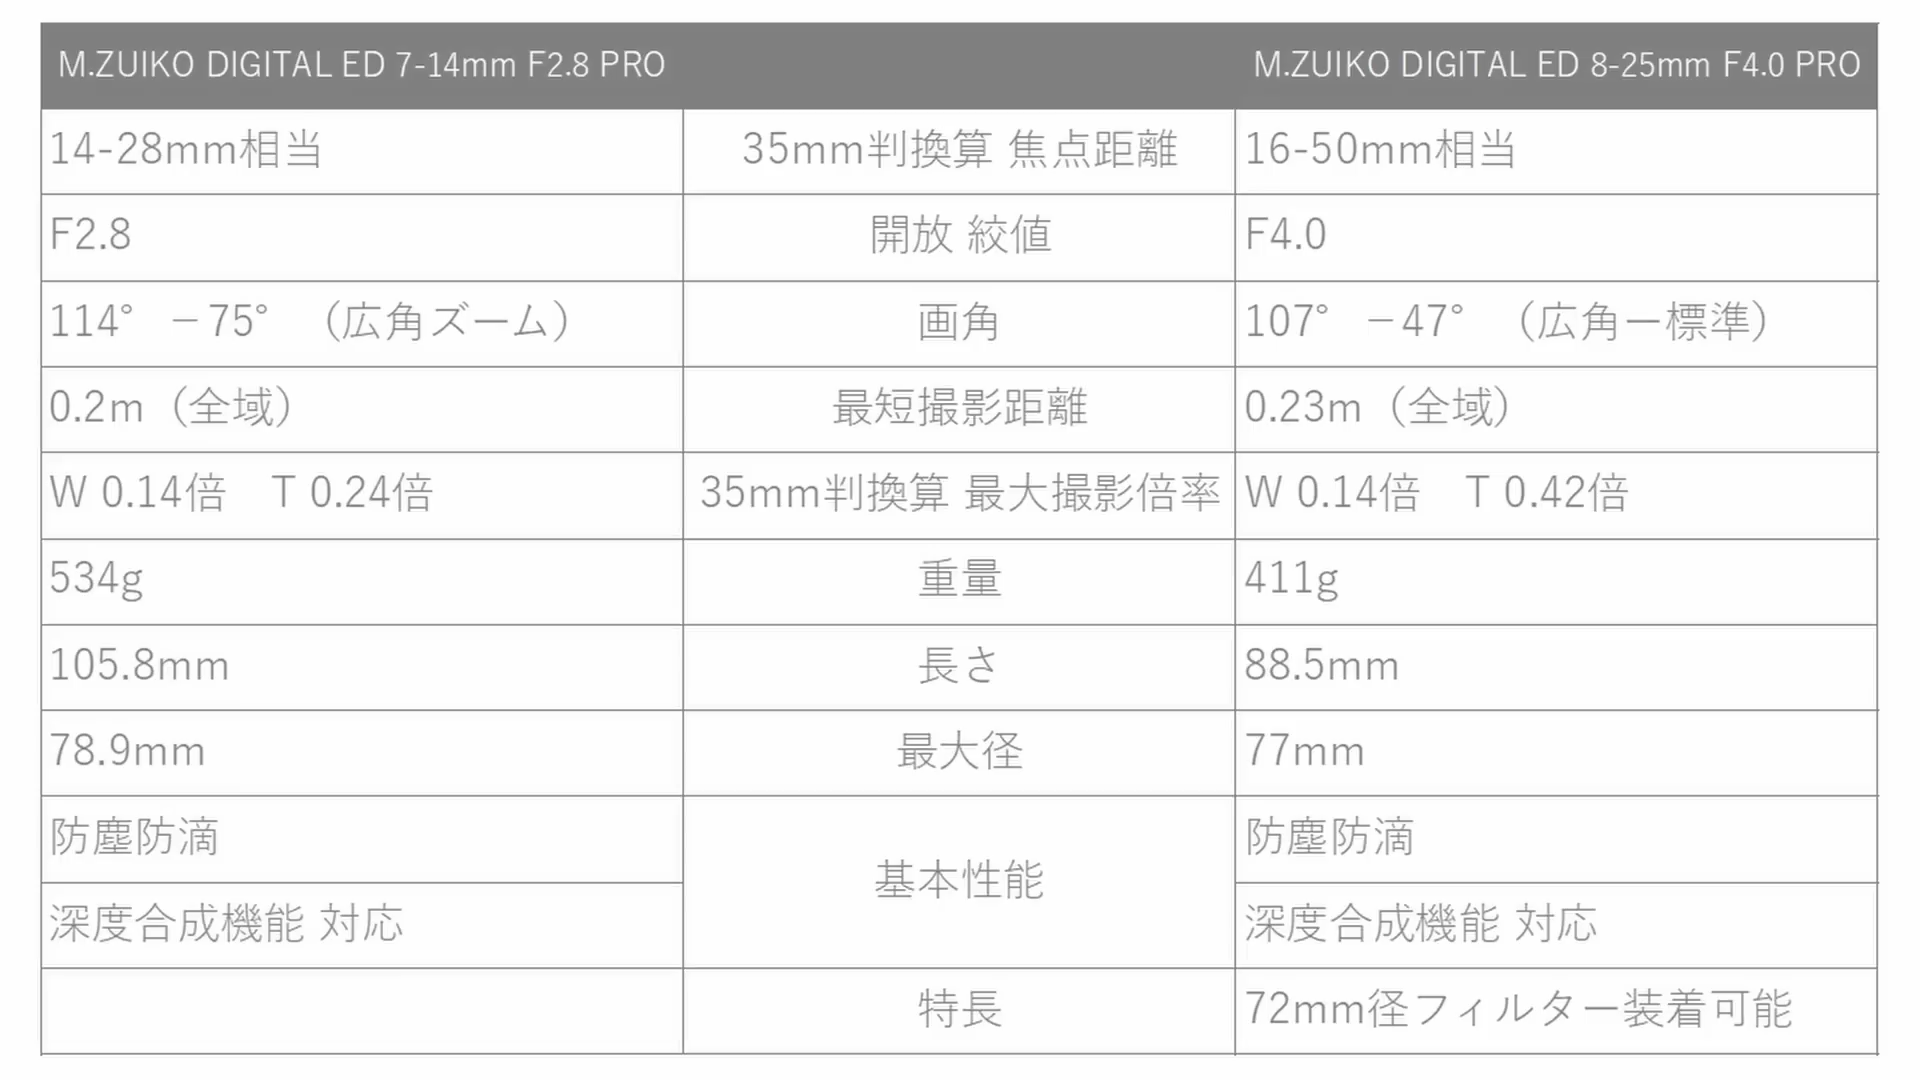 M.ZUIKO DIGITAL ED 7-14mm F2.8 PRO M.ZUIKO DIGITAL ED 8-25mm F4.0 PRO
14-28mm相当 35mm判換算 焦点距離 16-50mm相当
F2.8 開放 絞値 F4.0
114° －75° （広角ズーム） 画角 107° －47° （広角ー標準）
0.2m（全域） 最短撮影距離 0.23m（全域）
W 0.14倍 T 0.24倍 35mm判換算 最大撮影倍率 W 0.14倍 T 0.42倍
534g 重量 411g
105.8mm 長さ 88.5mm
78.9mm 最大径 77mm
防塵防滴 基本性能 防塵防滴
深度合成機能 対応 深度合成機能 対応
特長 72mm径フィルター装着可能